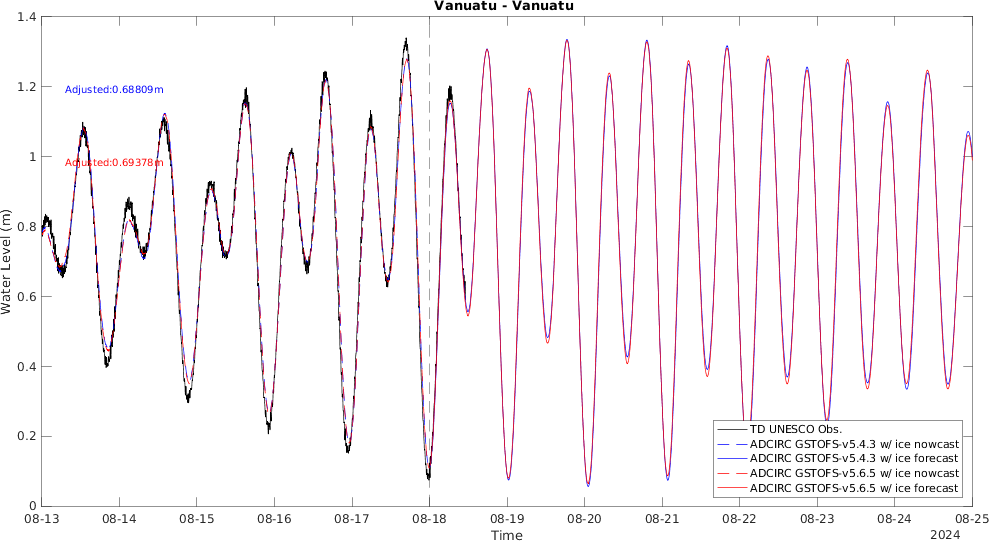 Vanuatu - Vanuatu
1.4
1.2
1
0.8
0.6
0.4
0.2
0
Water Level (m)
Adjusted:0.68809m
Adjusted:0.69378m
TD UNESCO Obs.
ADCIRC GSTOFS-v5.4.3 w/ ice nowcast
ADCIRC GSTOFS-v5.4.3 w/ ice forecast
ADCIRC GSTOFS-v5.6.5 w/ ice nowcast
ADCIRC GSTOFS-v5.6.5 w/ ice forecast
08-13 08-14 08-15 08-16 08-17 08-18 08-19 08-20 08-21 08-22 08-23 08-24 08-25
Time
2024